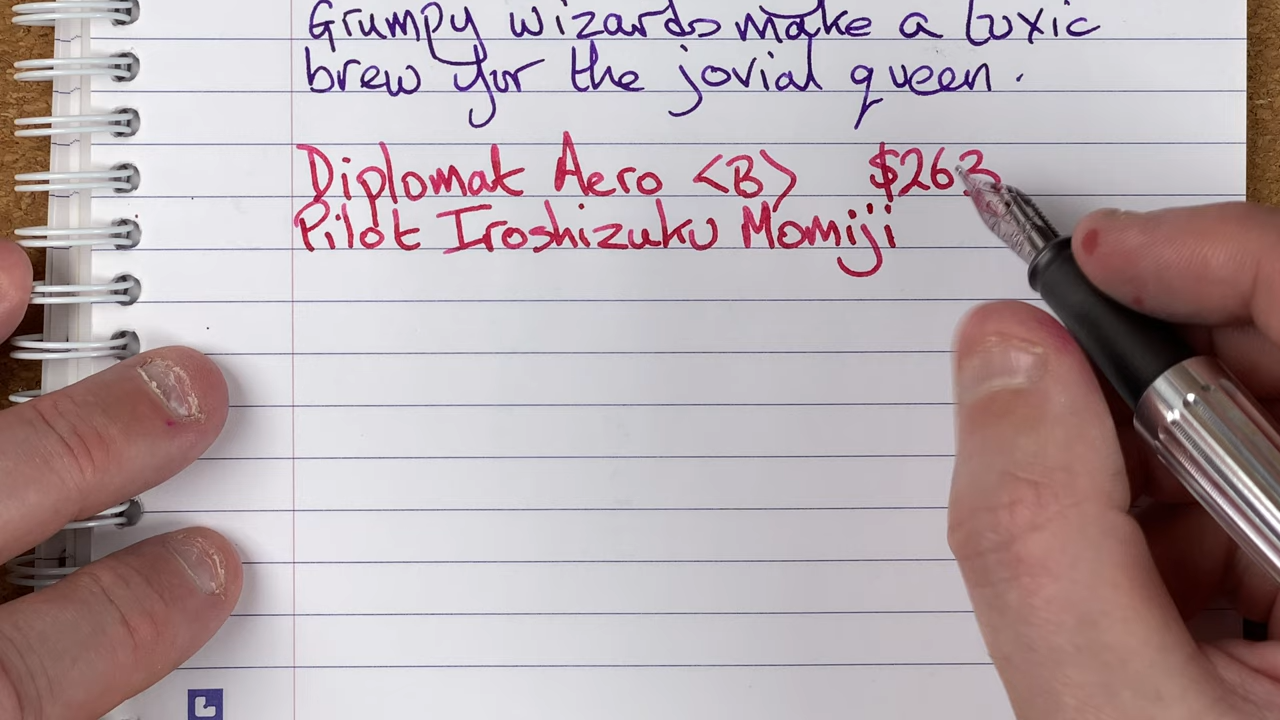 Grumpy wizards make a toxic
brew for the jovial queen.
Diplomat Aero <B> $263
Pilot Iroshizuku Momiji